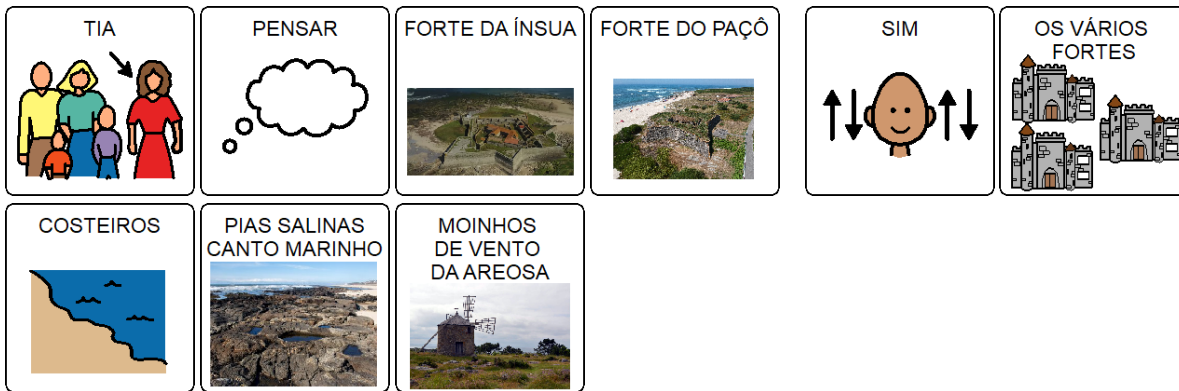 TIA
PENSAR
FORTE DA ÍNSUA
FORTE DO PAÇÔ
SIM
OS VÁRIOS
FORTES
COSTEIROS
PIAS SALINAS
CANTO MARINHO
MOINHOS
DE VENTO
DA AREOSA